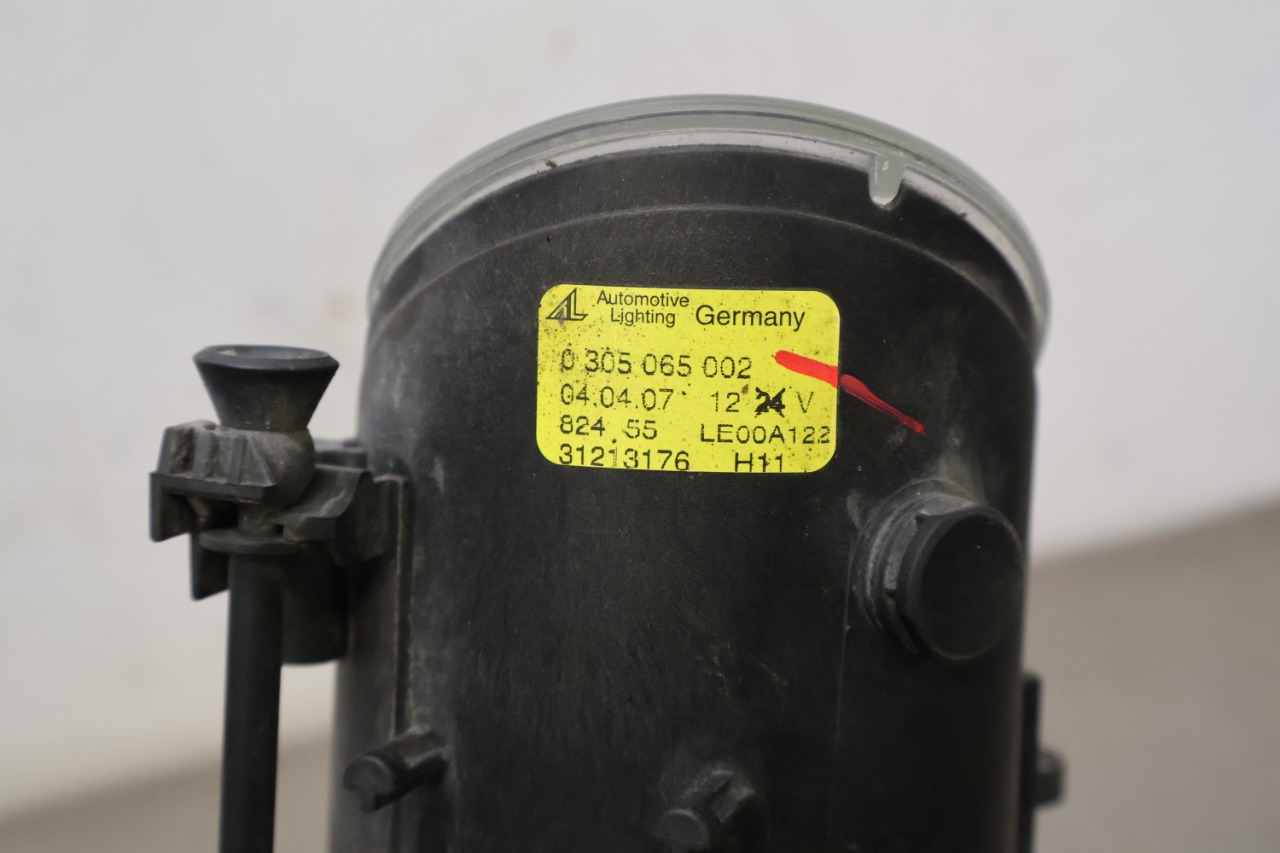 AL Automotive Lighting Germany
0 305 065 002
04.04.07 12 24 V
824.55 LE00A122
31213176 H11